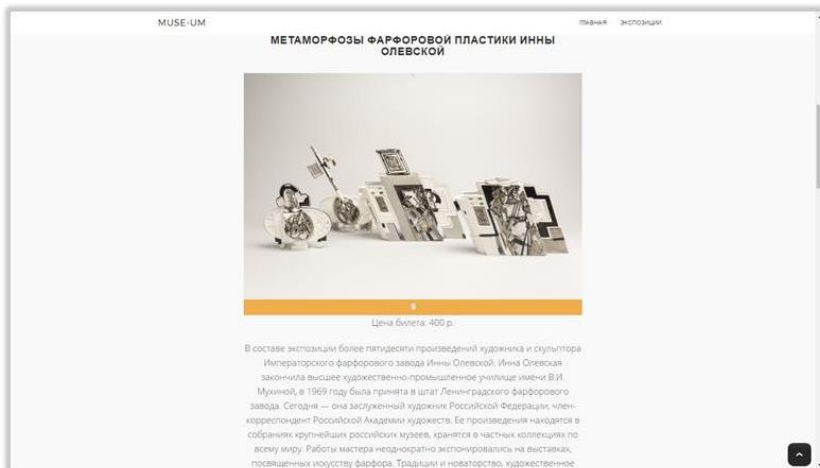 MUSE-UM
ГЛАВНАЯ ЭКСПОЗИЦИИ
МЕТАМОРФОЗЫ ФАРФОРОВОЙ ПЛАСТИКИ ИННЫ
ОЛЕВСКОЙ
$
Цена билета: 400 р.
В составе экспозиции более пятидесяти произведений художника и скульптора
Императорского фарфорового завода Инны Олевской. Инна Олевская
закончила высшее художественно-промышленное училище имени В.И.
Мухиной, в 1969 году была принята в штат Ленинградского фарфорового
завода. Сегодня — она заслуженный художник Российской Федерации, член-
корреспондент Российской Академии художеств. Ее произведения находятся в
собраниях крупнейших российских музеев, хранятся в частных коллекциях по
всему миру. Работы мастера неоднократно экспонировались на выставках,
посвященных искусству фарфора. Традиции и новаторство, художественное